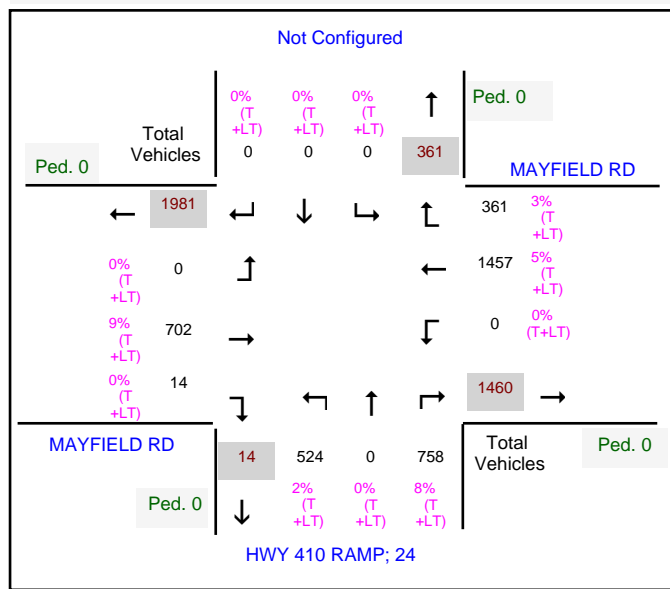 Not Configured
0% 0% 0%
(T (T (T
+LT) +LT) +LT)
Ped. 0
Total
Vehicles
0 0 0 361
Ped. 0
MAYFIELD RD
1981
361 3%
(T
+LT)
0%
(T
+LT)
0
1457 5%
(T
+LT)
9%
(T
+LT)
702
0 0%
(T+LT)
0%
(T
+LT)
14
1460
MAYFIELD RD
14 524 0 758
Total
Vehicles
Ped. 0
Ped. 0
2% 0% 8%
(T (T (T
+LT) +LT) +LT)
HWY 410 RAMP; 24